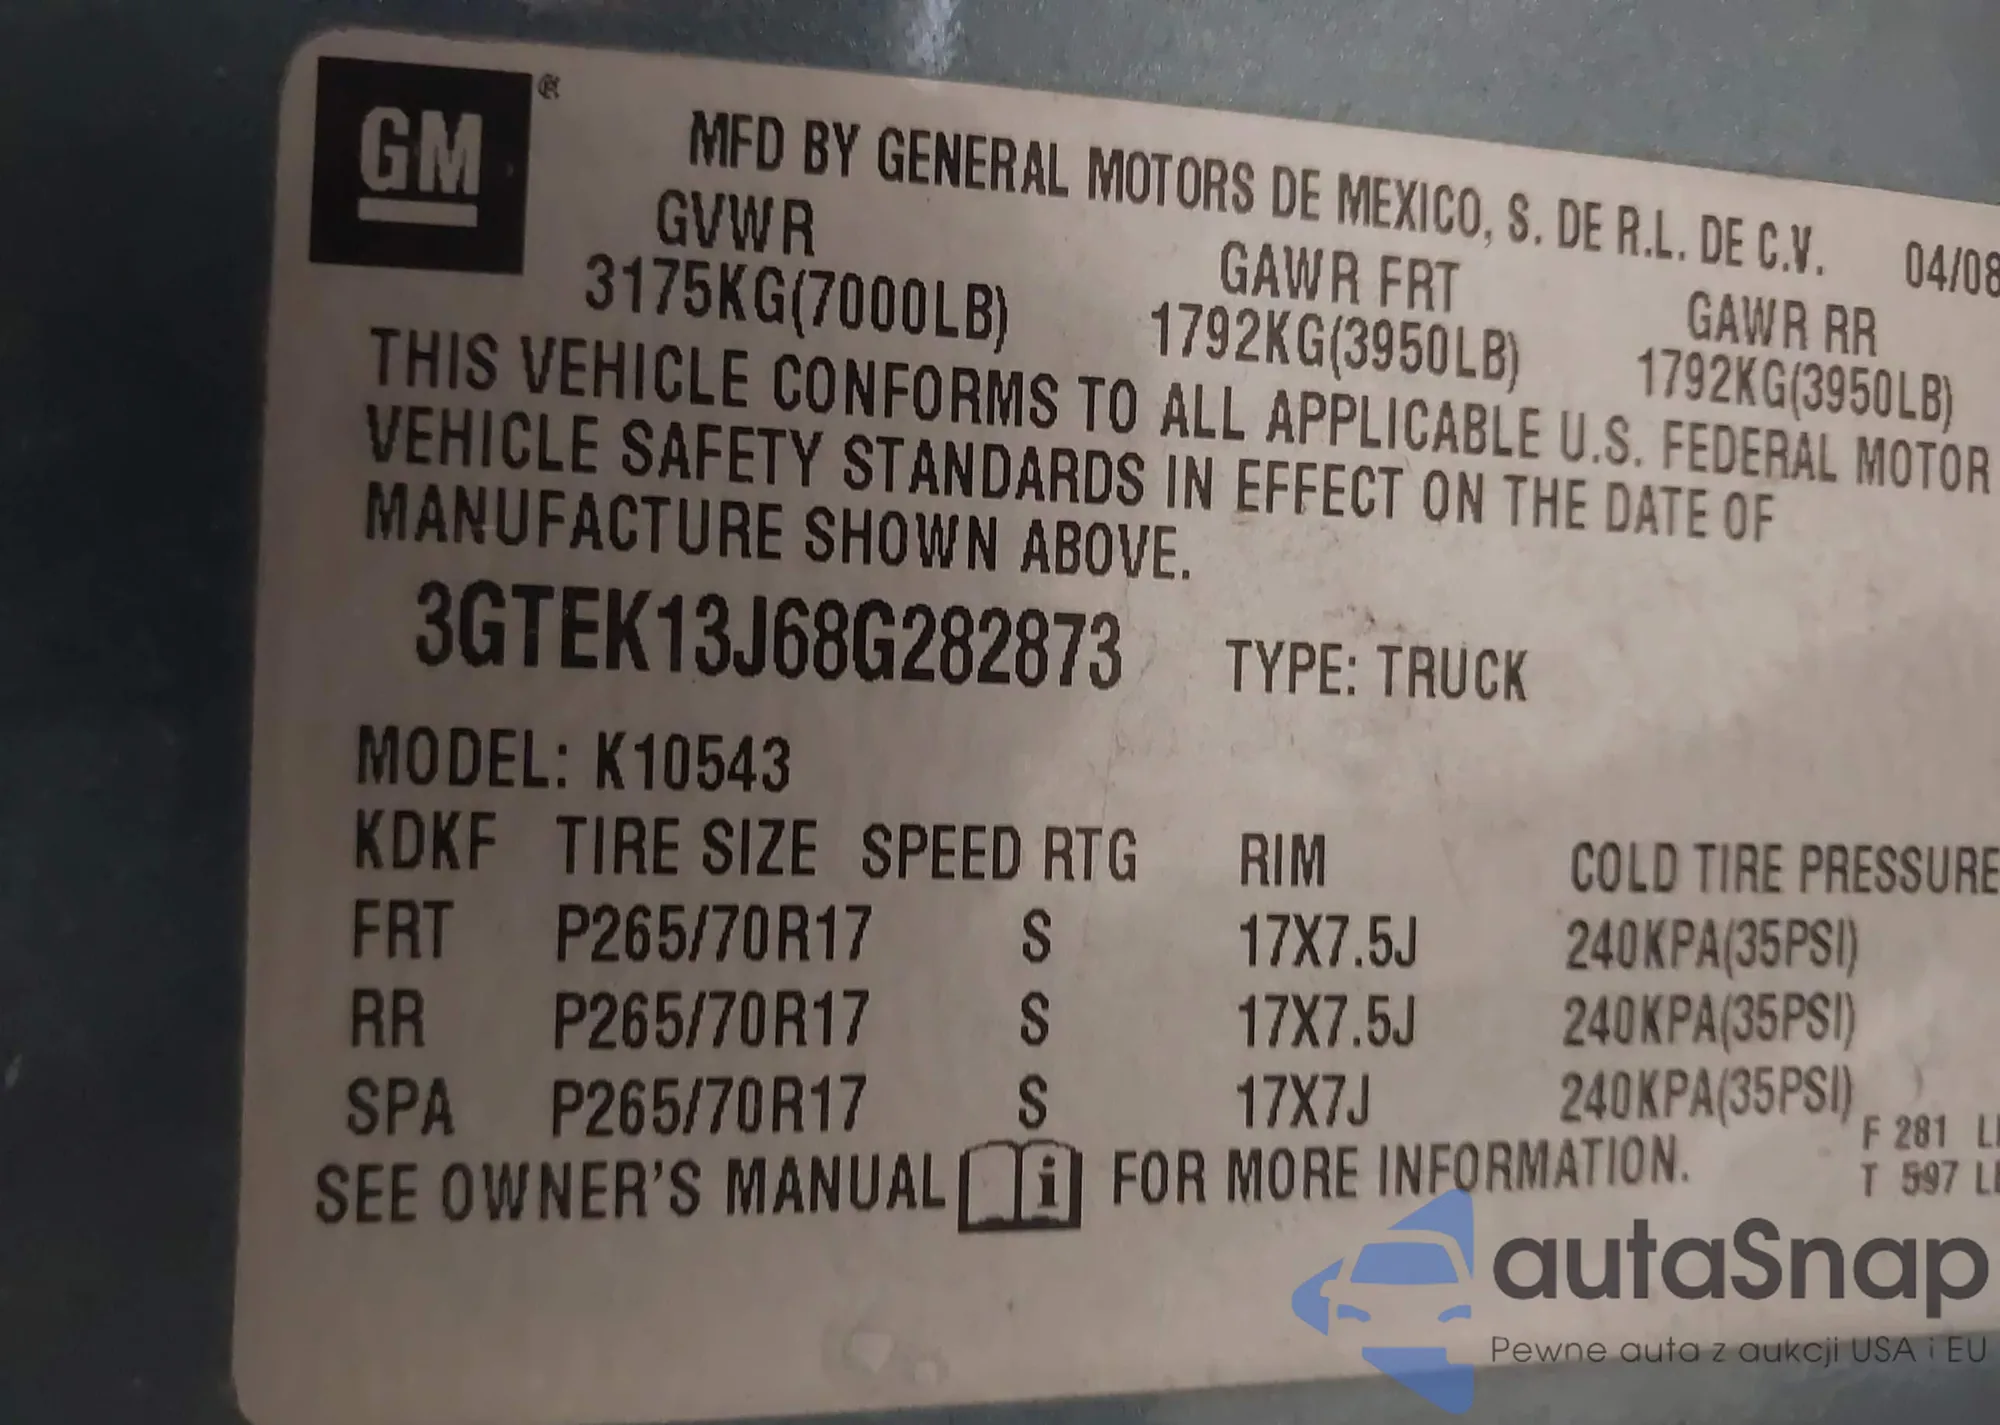 GM®
MFD BY GENERAL MOTORS DE MEXICO, S. DE R.L. DE C.V. 04/08
GVWR GAWR FRT GAWR RR
3175KG(7000LB) 1792KG(3950LB) 1792KG(3950LB)
THIS VEHICLE CONFORMS TO ALL APPLICABLE U.S. FEDERAL MOTOR
VEHICLE SAFETY STANDARDS IN EFFECT ON THE DATE OF
MANUFACTURE SHOWN ABOVE.
3GTEK13J68G282873 TYPE: TRUCK
MODEL: K10543
KDKF TIRE SIZE SPEED RTG RIM COLD TIRE PRESSURE
FRT P265/70R17 S 17X7.5J 240KPA(35PSI)
RR P265/70R17 S 17X7.5J 240KPA(35PSI)
SPA P265/70R17 S 17X7J 240KPA(35PSI)
SEE OWNER'S MANUAL i FOR MORE INFORMATION.
F 281
T 597
autaSnap
Pewne auta z aukcji USA i EU